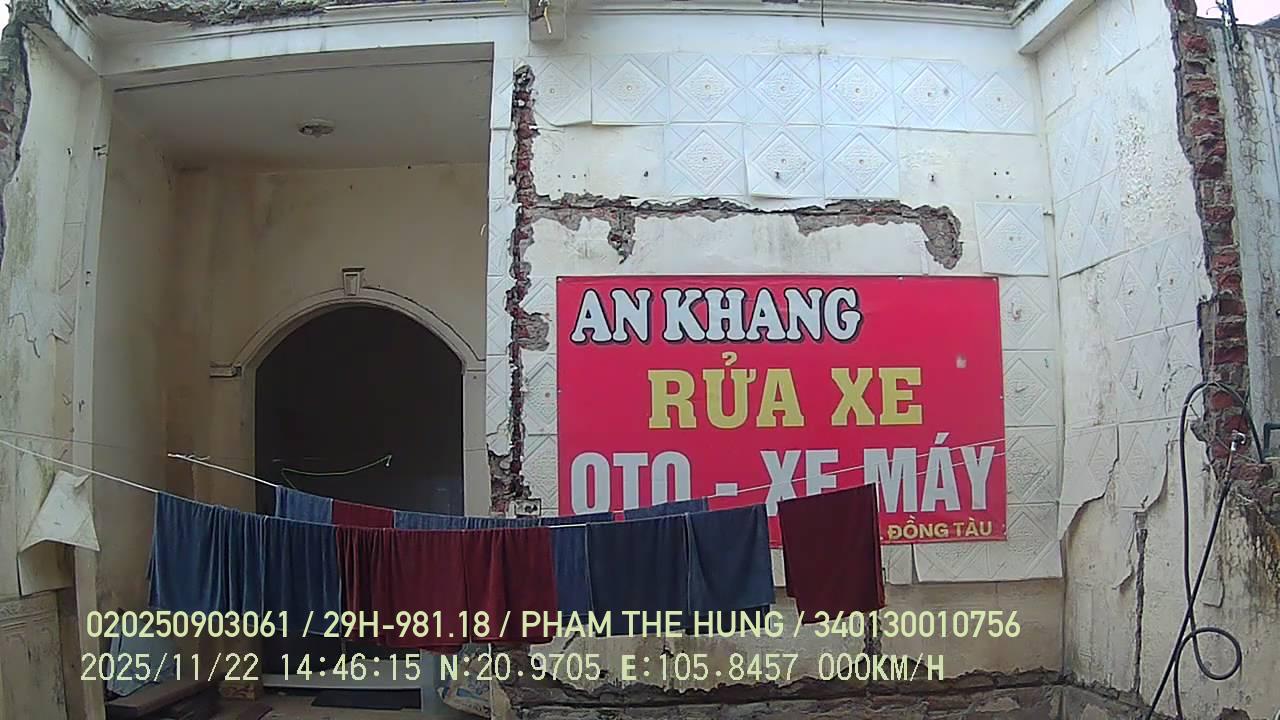 AN KHANG
RỬA XE
OTO - XE MÁY
ĐỒNG TÀU
020250903061 / 29H-981.18 / PHAM THE HUNG / 340130010756
2025/11/22 14:46:15 N:20.9705 E:105.8457 000KM/H